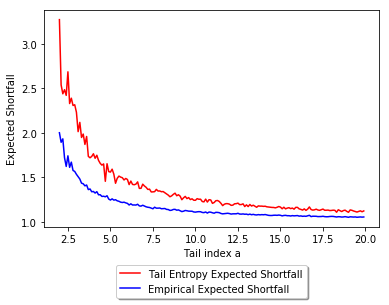 Expected Shortfall
3.0
2.5
2.0
1.5
1.0
2.5 5.0 7.5 10.0 12.5 15.0 17.5 20.0
Tail index a
Tail Entropy Expected Shortfall
Empirical Expected Shortfall